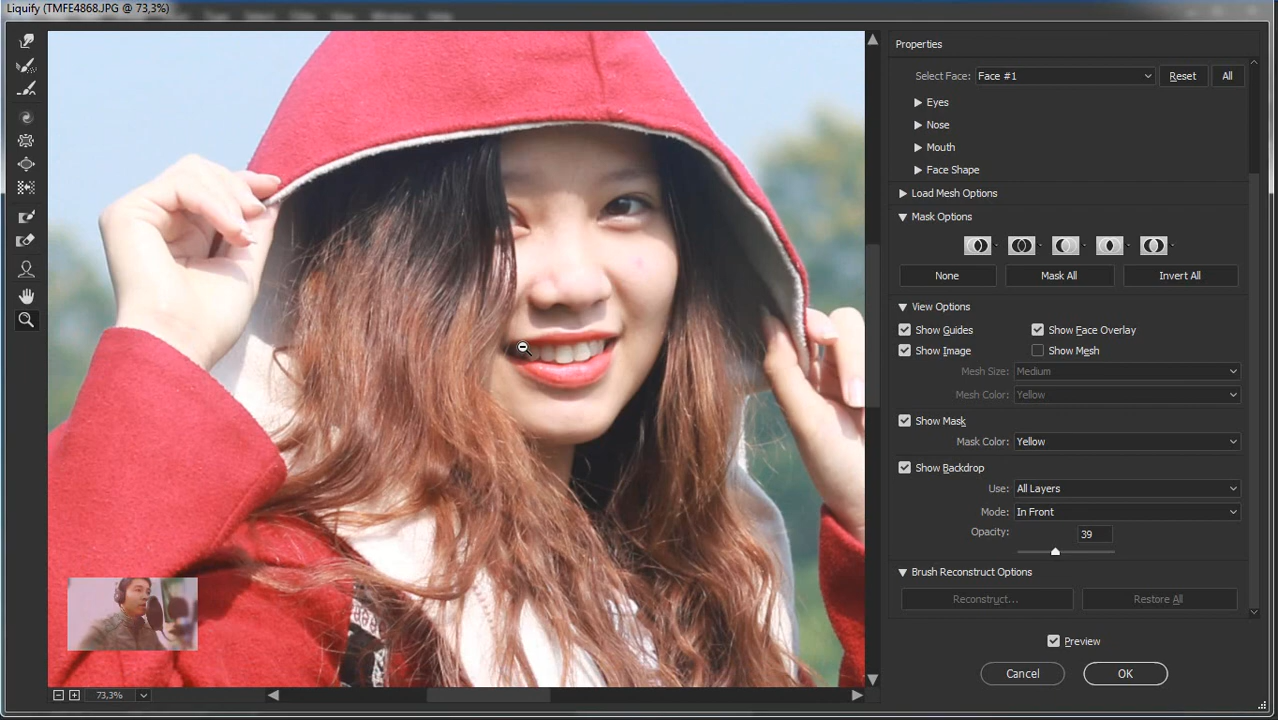 Liquify (TMFE4868.JPG @ 73,3%)
Properties
Select Face: Face #1 Reset All
Eyes
Nose
Mouth
Face Shape
Load Mesh Options
Mask Options
None Mask All Invert All
View Options
Show Guides Show Face Overlay
Show Image Show Mesh
Mesh Size: Medium
Mesh Color: Yellow
Show Mask
Mask Color: Yellow
Show Backdrop
Use: All Layers
Mode: In Front
Opacity: 39
Brush Reconstruct Options
Reconstruct... Restore All
Preview
Cancel OK
73,3%